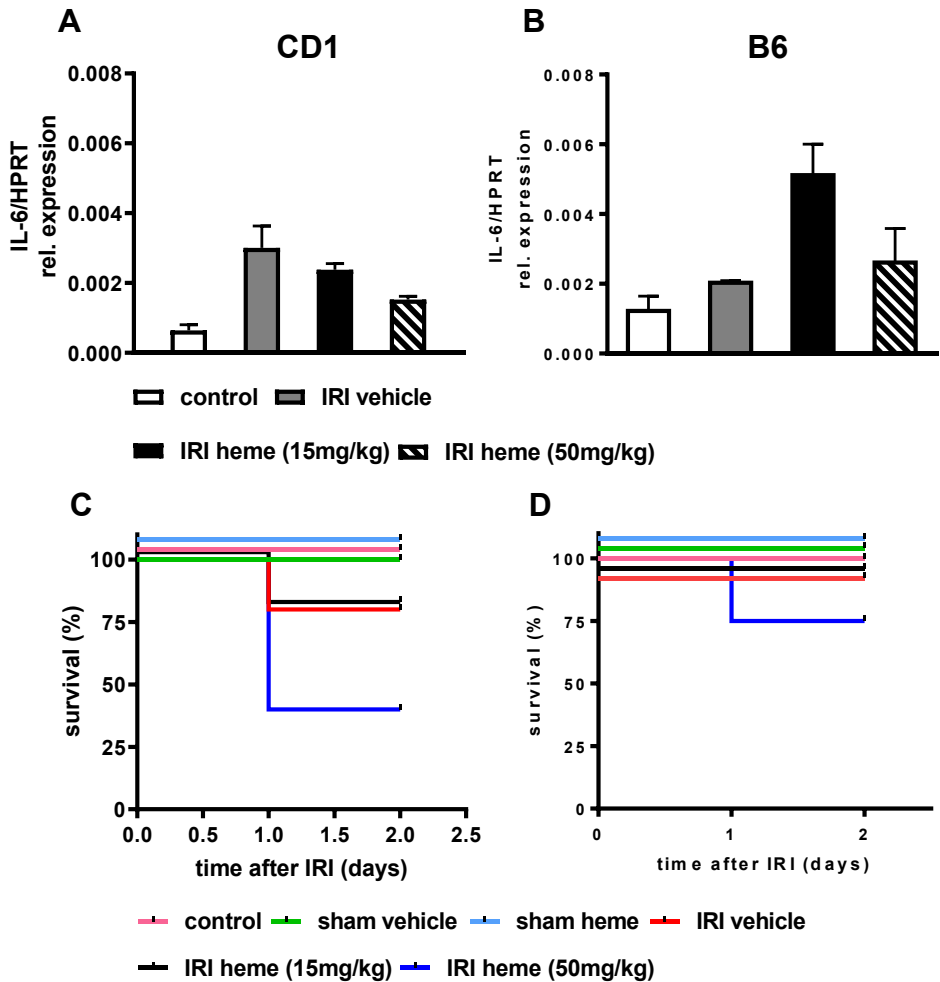 A
CD1
IL-6/HPRT
rel. expression
0.008
0.006
0.004
0.002
0.000
B
B6
IL-6/HPRT
rel. expression
0.008
0.006
0.004
0.002
0.000
control IRI vehicle
IRI heme (15mg/kg) IRI heme (50mg/kg)
C
survival (%)
100
75
50
25
0
0.0 0.5 1.0 1.5 2.0 2.5
time after IRI (days)
D
survival (%)
100
75
50
25
0
0 1 2
time after IRI (days)
control sham vehicle sham heme IRI vehicle
IRI heme (15mg/kg) IRI heme (50mg/kg)